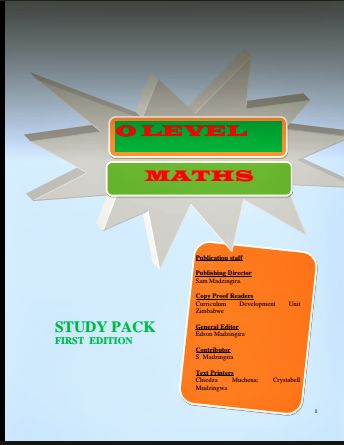 O LEVEL
MATHS
Publication staff
Publishing Director
Sam Madzingira
Copy Proof Readers
Curriculum Development Unit
Zimbabwe
General Editor
Edson Madzingira
Contributor
S. Madzingira
Text Printers
Chiedza Muchena; Crystabell
Mudzingwa
STUDY PACK
FIRST EDITION
1